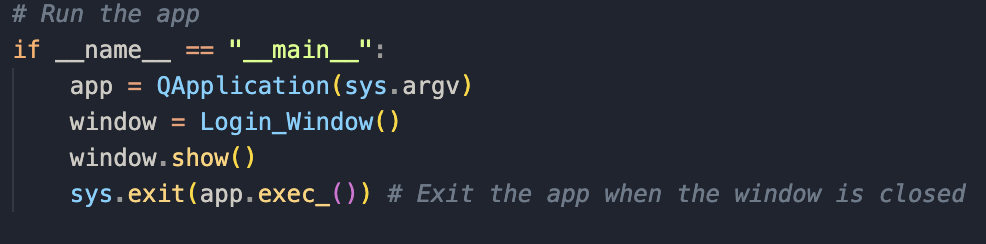 # Run the app
if __name__ == "__main__":
    app = QApplication(sys.argv)
    window = Login_Window()
    window.show()
    sys.exit(app.exec_()) # Exit the app when the window is closed